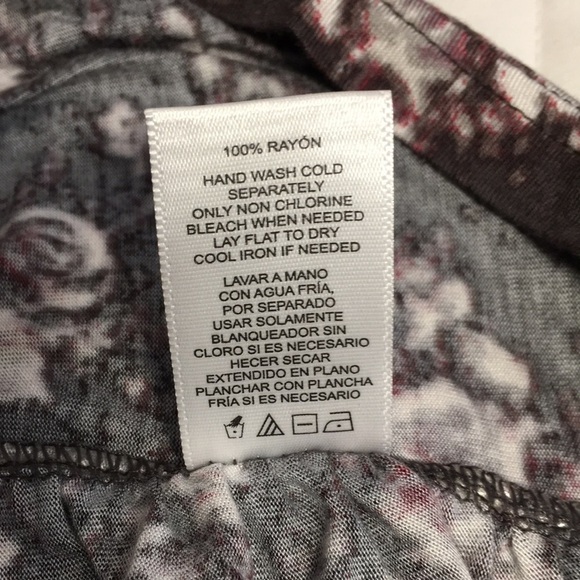 100% RAYÓN
HAND WASH COLD
SEPARATELY
ONLY NON CHLORINE
BLEACH WHEN NEEDED
LAY FLAT TO DRY
COOL IRON IF NEEDED
LAVAR A MANO
CON AGUA FRÍA,
POR SEPARADO
USAR SOLAMENTE
BLANQUEADOR SIN
CLORO SI ES NECESARIO
HECER SECAR
EXTENDIDO EN PLANO
PLANCHAR CON PLANCHA
FRÍA SI ES NECESARIO